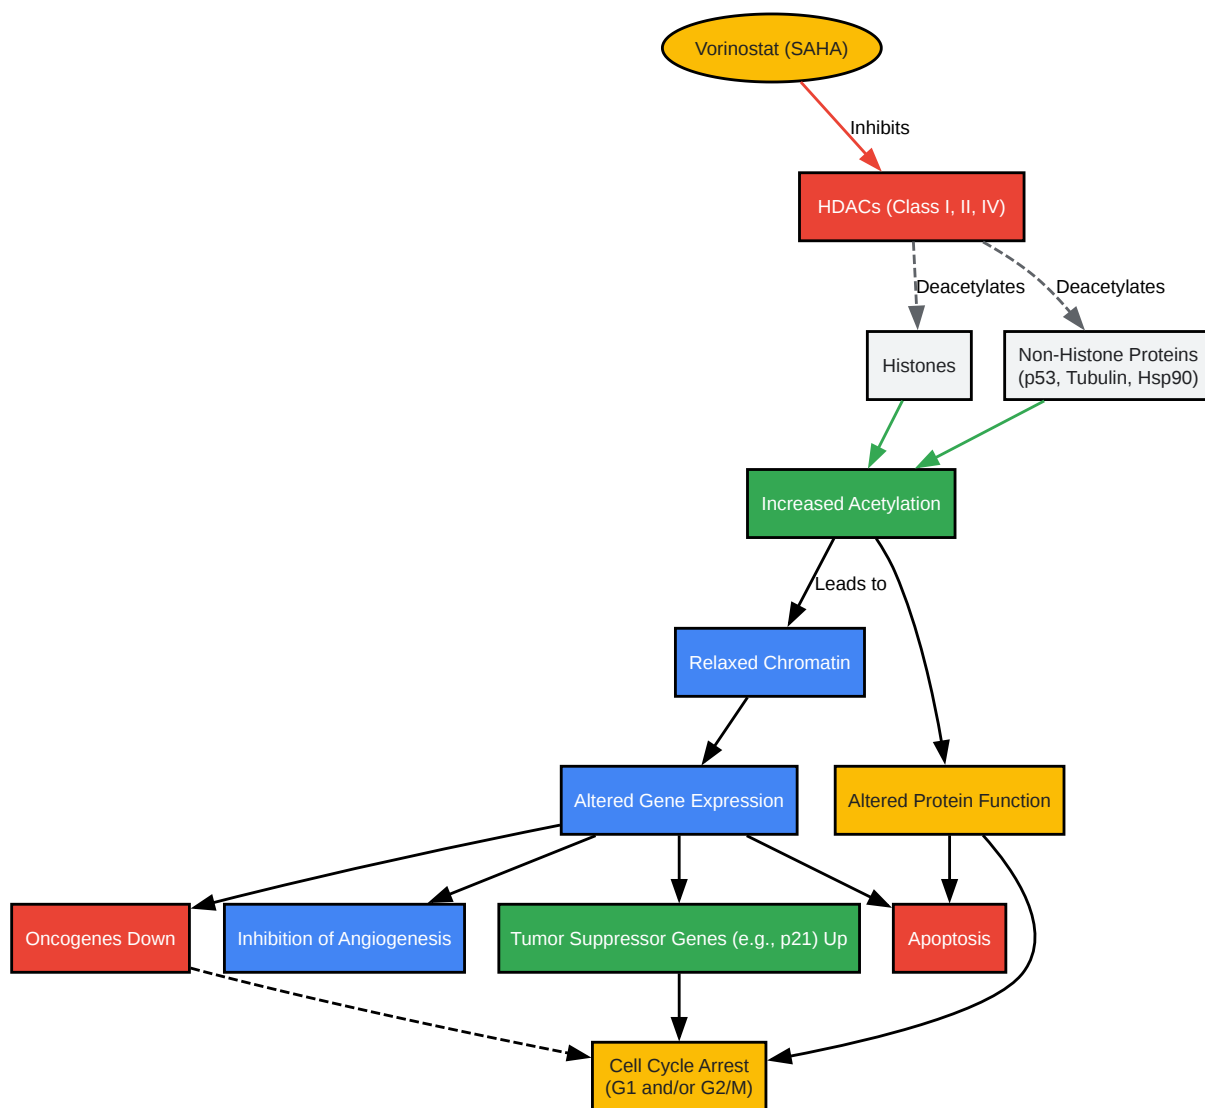 Vorinostat (SAHA)
Inhibits
HDACs (Class I, II, IV)
Deacetylates
Deacetylates
Histones
Non-Histone Proteins
(p53, Tubulin, Hsp90)
Increased Acetylation
Leads to
Relaxed Chromatin
Altered Gene Expression
Altered Protein Function
Oncogenes Down
Inhibition of Angiogenesis
Tumor Suppressor Genes (e.g., p21) Up
Apoptosis
Cell Cycle Arrest
(G1 and/or G2/M)